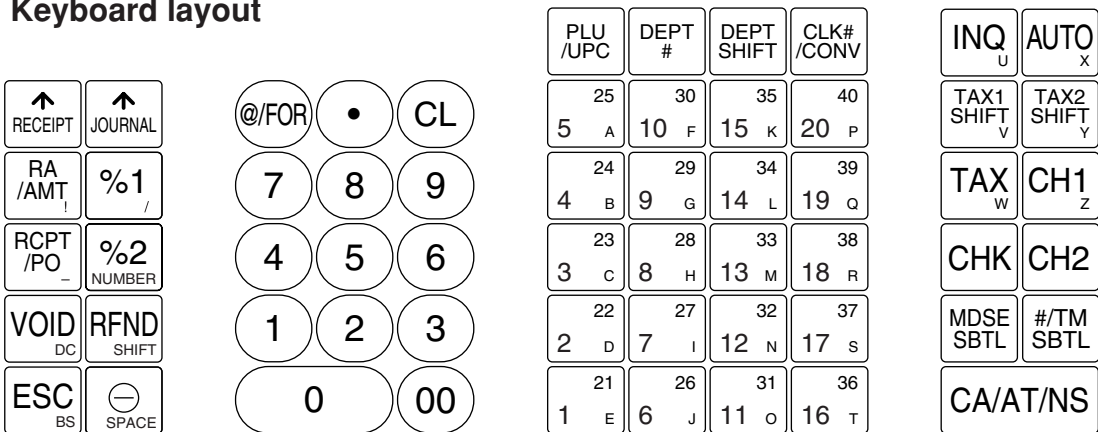 Keyboard layout
RECEIPT
JOURNAL
RA
/AMT
!
%1
/
RCPT
/PO
–
%2
NUMBER
VOID
DC
RFND
SHIFT
ESC
BS
SPACE
@/FOR
•
CL
7
8
9
4
5
6
1
2
3
0
00
PLU
/UPC
DEPT
#
DEPT
SHIFT
CLK#
/CONV
25
5 A
30
10 F
35
15 K
40
20 P
24
4 B
29
9 G
34
14 L
39
19 Q
23
3 C
28
8 H
33
13 M
38
18 R
22
2 D
27
7 I
32
12 N
37
17 S
21
1 E
26
6 J
31
11 O
36
16 T
INQ
U
AUTO
X
TAX1
SHIFT
V
TAX2
SHIFT
Y
TAX
W
CH1
Z
CHK
CH2
MDSE
SBTL
#/TM
SBTL
CA/AT/NS